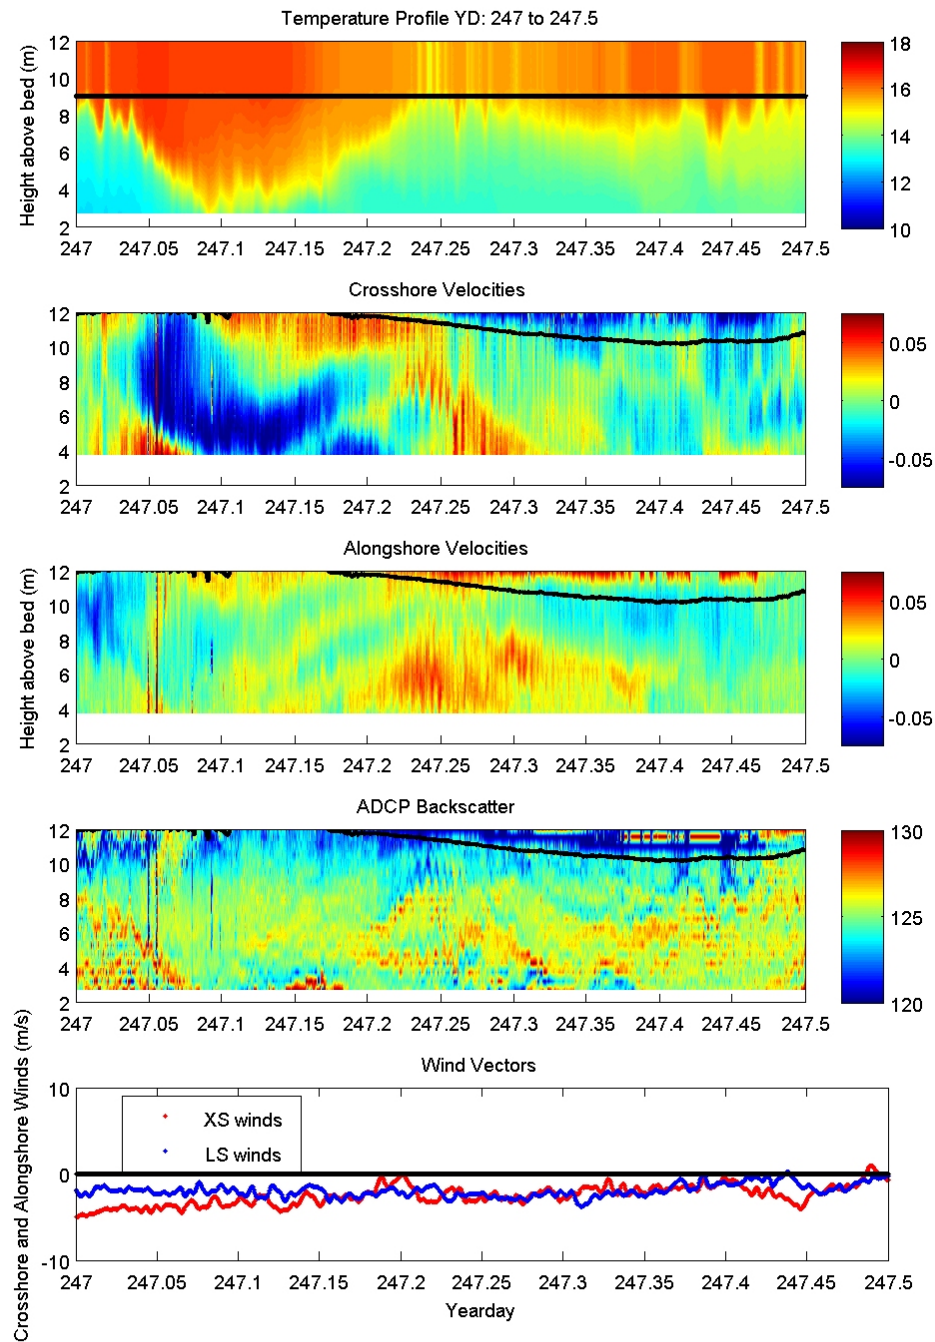 Temperature Profile YD: 247 to 247.5
Height above bed (m)
12
10
8
6
4
2
247 247.05 247.1 247.15 247.2 247.25 247.3 247.35 247.4 247.45 247.5
18
16
14
12
10
Crosshore Velocities
12
10
8
6
4
2
247 247.05 247.1 247.15 247.2 247.25 247.3 247.35 247.4 247.45 247.5
0.05
0
-0.05
Alongshore Velocities
Height above bed (m)
12
10
8
6
4
2
247 247.05 247.1 247.15 247.2 247.25 247.3 247.35 247.4 247.45 247.5
0.05
0
-0.05
ADCP Backscatter
12
10
8
6
4
2
247 247.05 247.1 247.15 247.2 247.25 247.3 247.35 247.4 247.45 247.5
130
125
120
Wind Vectors
Crosshore and Alongshore Winds (m/s)
10
0
-10
XS winds
LS winds
247 247.05 247.1 247.15 247.2 247.25 247.3 247.35 247.4 247.45 247.5
Yearday